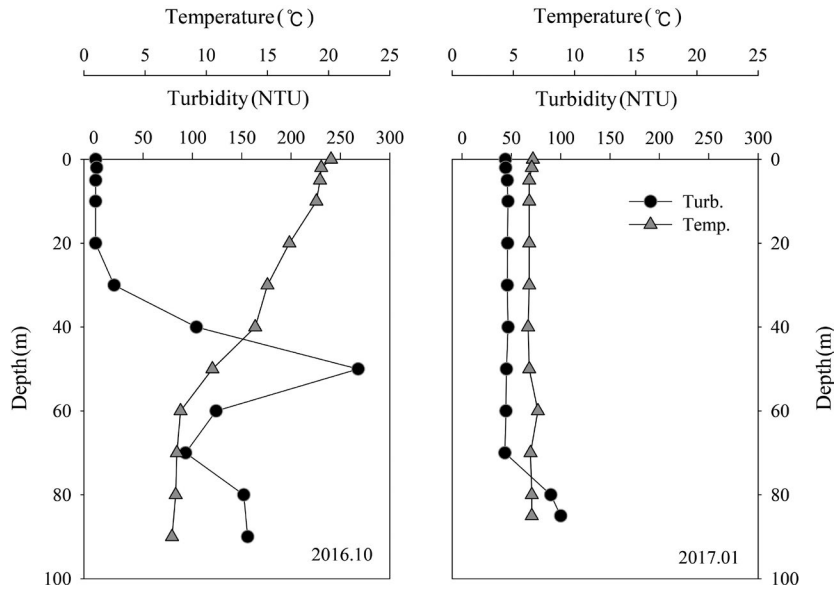 Temperature(℃) Temperature(℃)
0 5 10 15 20 25 0 5 10 15 20 25
Turbidity(NTU) Turbidity(NTU)
0 50 100 150 200 250 300 0 50 100 150 200 250 300
0 0
Turb.
Temp.
20 20
40 40
Depth(m) Depth(m)
60 60
80 80
2016.10 2017.01
100 100